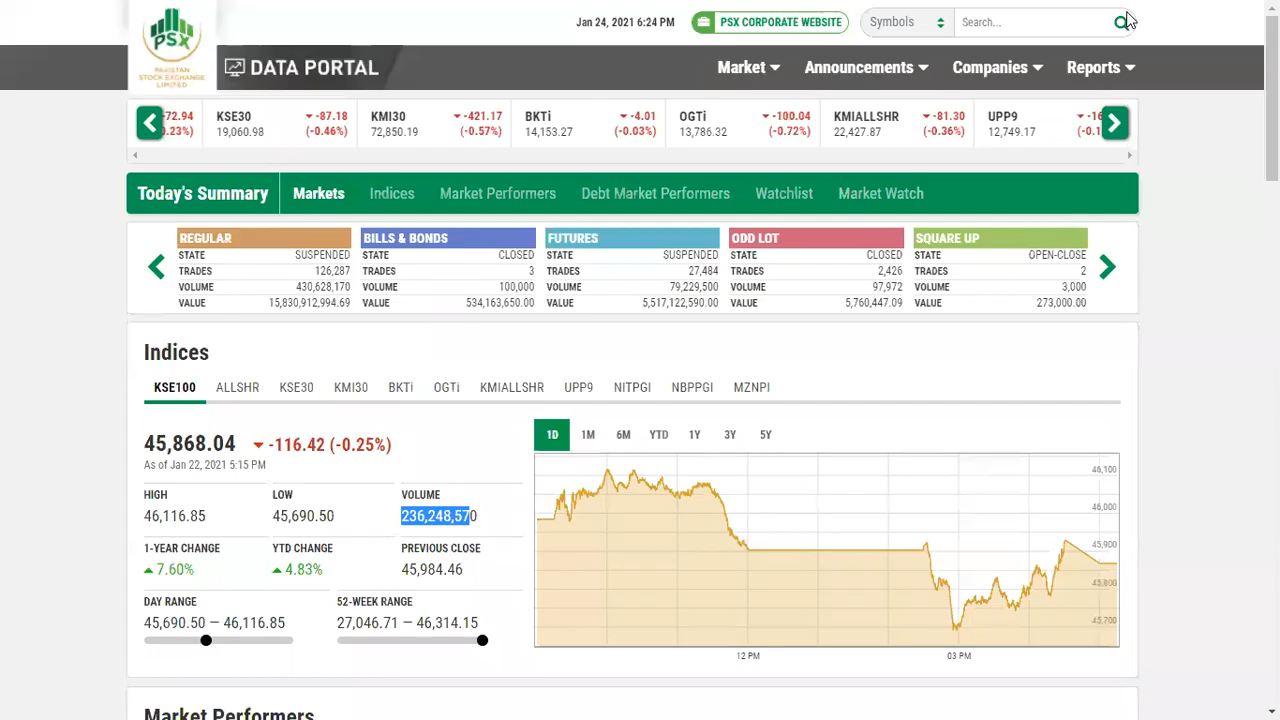 Jan 24, 2021 6:24 PM PSX CORPORATE WEBSITE Symbols Search...
PSX
PAKISTAN
STOCK EXCHANGE
LIMITED
DATA PORTAL
Market Announcements Companies Reports
-72.94 KSE30 -87.18 KMI30 -421.17 BKTi -4.01 OGTi -100.04 KMIALLSHR -81.30 UPP9
19,060.98 (-0.46%) 72,850.19 (-0.57%) 14,153.27 (-0.03%) 13,786.32 (-0.72%) 22,427.87 (-0.36%) 12,749.17
Today's Summary Markets Indices Market Performers Debt Market Performers Watchlist Market Watch
REGULAR BILLS & BONDS FUTURES ODD LOT SQUARE UP
STATE SUSPENDED STATE CLOSED STATE SUSPENDED STATE CLOSED STATE OPEN-CLOSE
TRADES 126,287 TRADES 3 TRADES 27,484 TRADES 2,426 TRADES 2
VOLUME 430,628,170 VOLUME 100,000 VOLUME 79,229,500 VOLUME 97,972 VOLUME 3,000
VALUE 15,830,912,994.69 VALUE 534,163,650.00 VALUE 5,517,122,590.00 VALUE 5,760,447.09 VALUE 273,000.00
Indices
KSE100 ALLSHR KSE30 KMI30 BKTi OGTi KMIALLSHR UPP9 NITPGI NBPPGI MZNPI
45,868.04 -116.42 (-0.25%)
As of Jan 22, 2021 5:15 PM
HIGH LOW VOLUME
46,116.85 45,690.50 236,248,570
1-YEAR CHANGE YTD CHANGE PREVIOUS CLOSE
7.60% 4.83% 45,984.46
DAY RANGE 52-WEEK RANGE
45,690.50 — 46,116.85 27,046.71 — 46,314.15
1D 1M 6M YTD 1Y 3Y 5Y
46,100
46,000
45,900
45,800
45,700
12 PM 03 PM
Market Performers